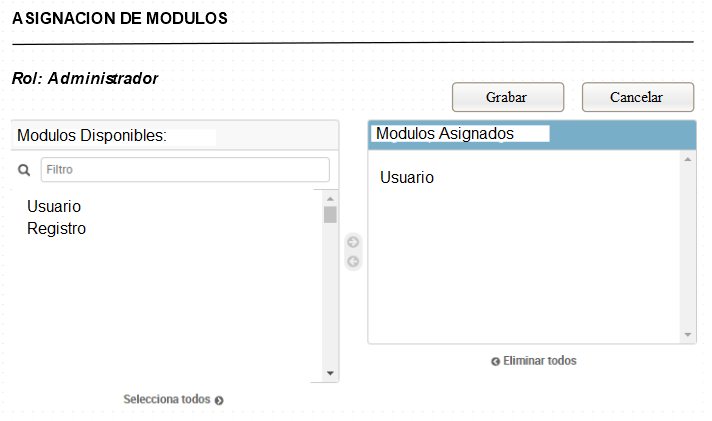 ASIGNACION DE MODULOS
Rol: Administrador
Grabar
Cancelar
Modulos Disponibles:
Filtro
Usuario
Registro
Selecciona todos
Modulos Asignados
Usuario
Eliminar todos